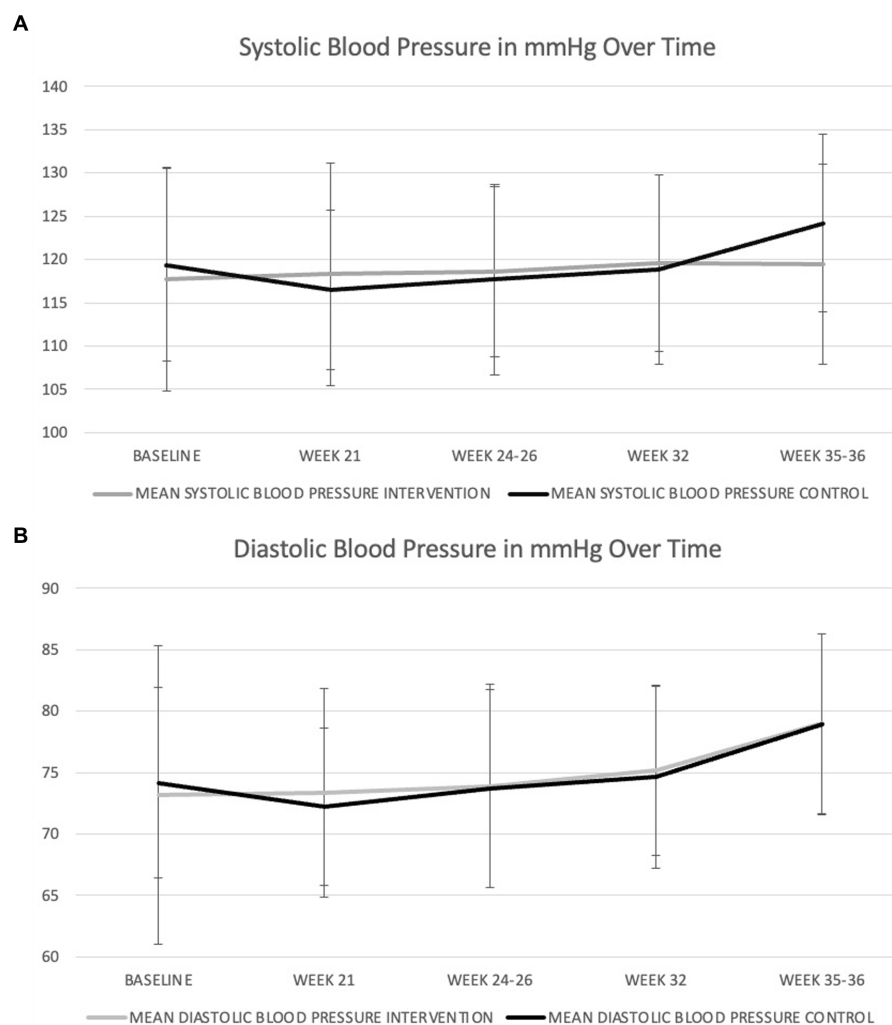 A
Systolic Blood Pressure in mmHg Over Time
140
135
130
125
120
115
110
105
100
BASELINE WEEK 21 WEEK 24-26 WEEK 32 WEEK 35-36
MEAN SYSTOLIC BLOOD PRESSURE INTERVENTION MEAN SYSTOLIC BLOOD PRESSURE CONTROL
B
Diastolic Blood Pressure in mmHg Over Time
90
85
80
75
70
65
60
BASELINE WEEK 21 WEEK 24-26 WEEK 32 WEEK 35-36
MEAN DIASTOLIC BLOOD PRESSURE INTERVENTION MEAN DIASTOLIC BLOOD PRESSURE CONTROL